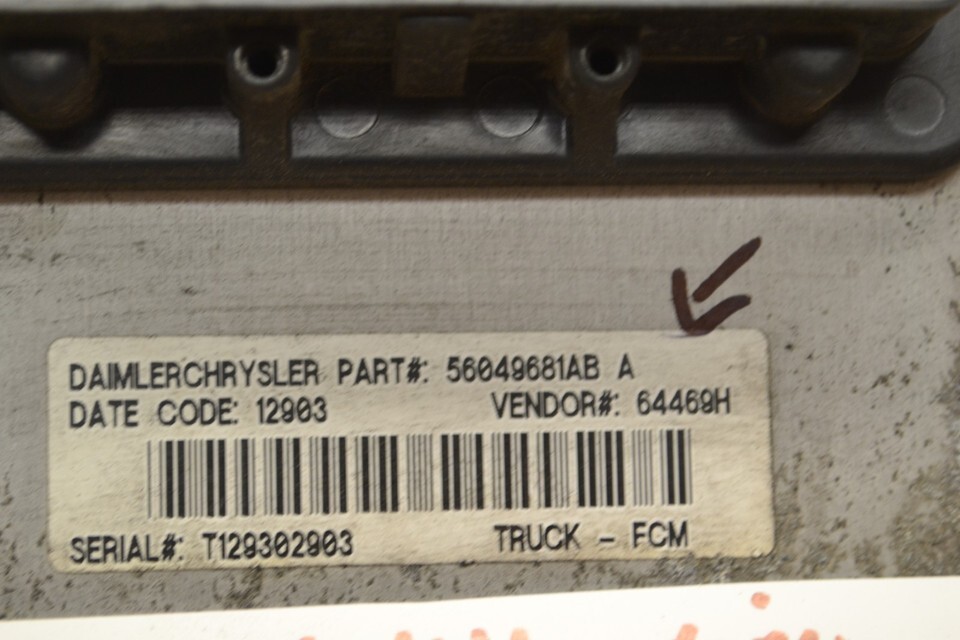 DAIMLERCHRYSLER PART#: 56049681AB A
DATE CODE: 12903 VENDOR#: 64469H
SERIAL#: T129302903 TRUCK - FCM